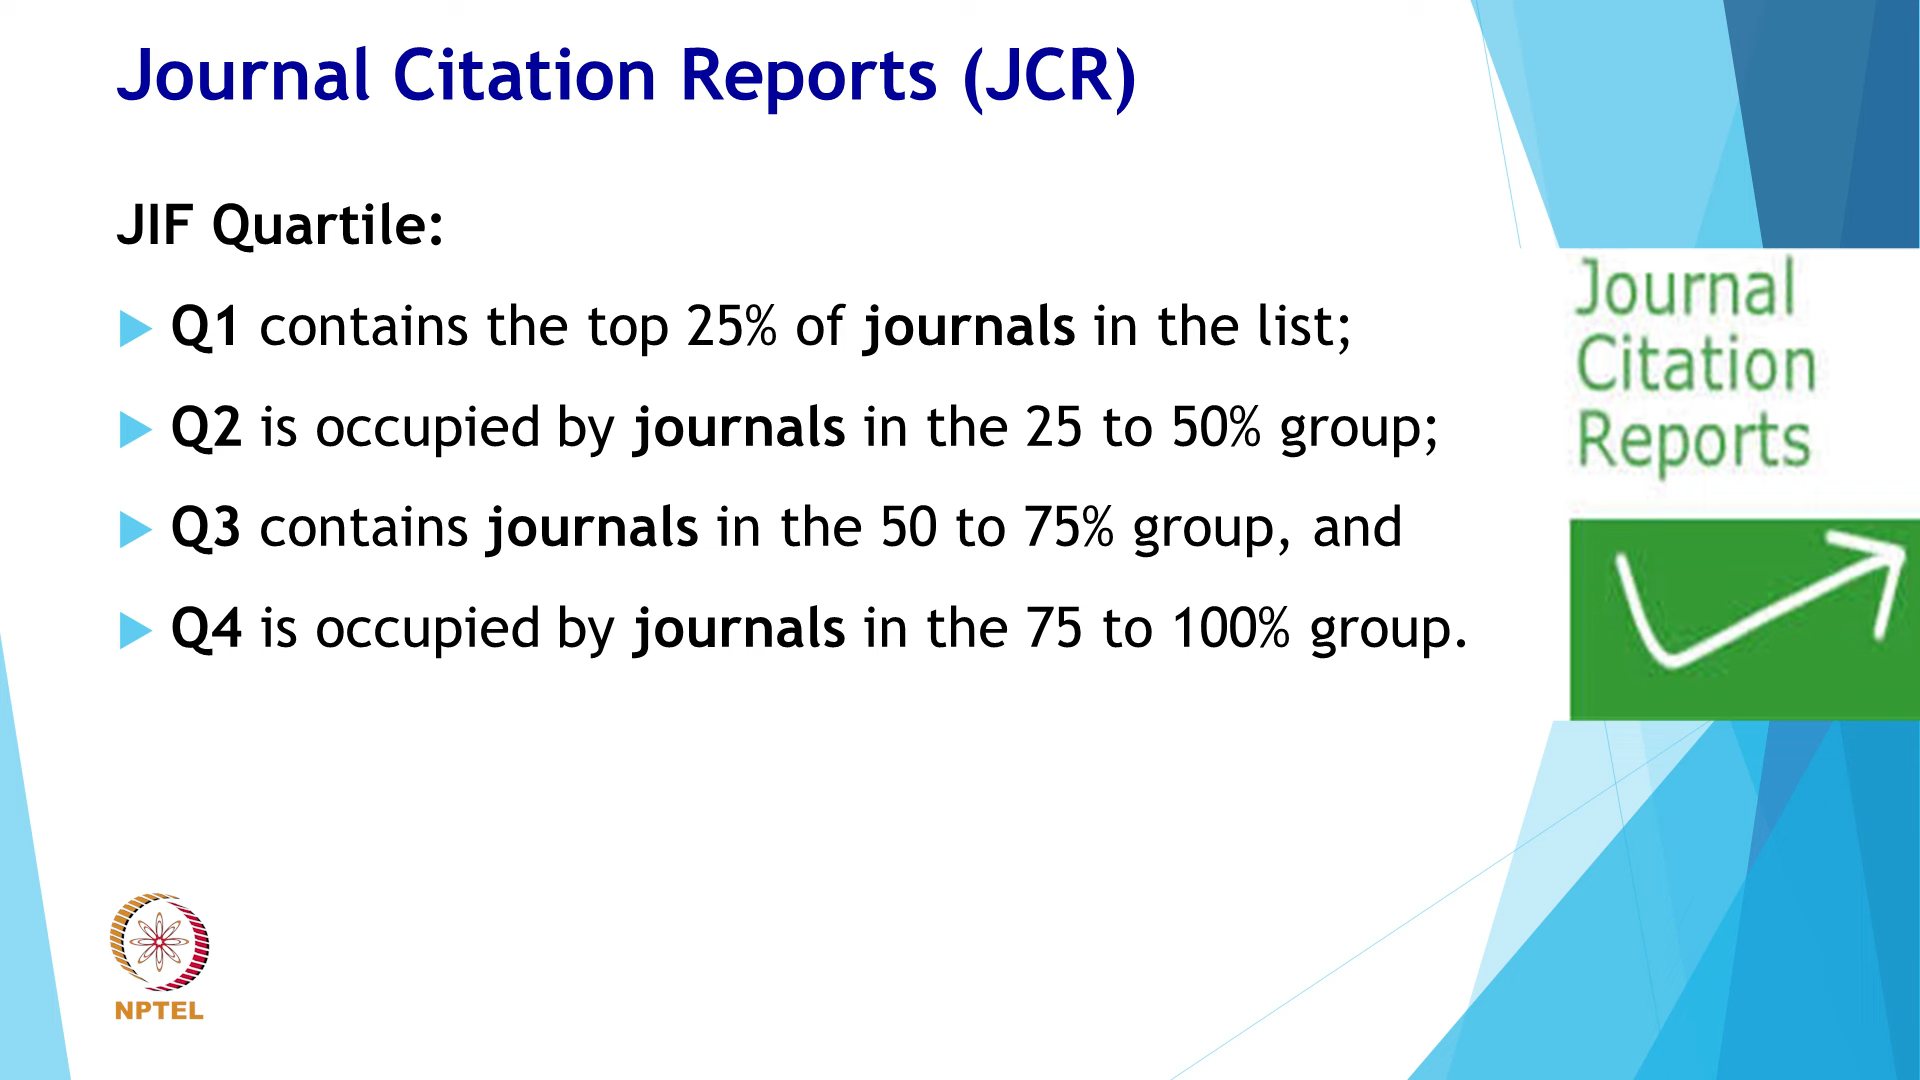 Journal Citation Reports (JCR)
JIF Quartile:
Q1 contains the top 25% of journals in the list;
Q2 is occupied by journals in the 25 to 50% group;
Q3 contains journals in the 50 to 75% group, and
Q4 is occupied by journals in the 75 to 100% group.
Journal
Citation
Reports
NPTEL